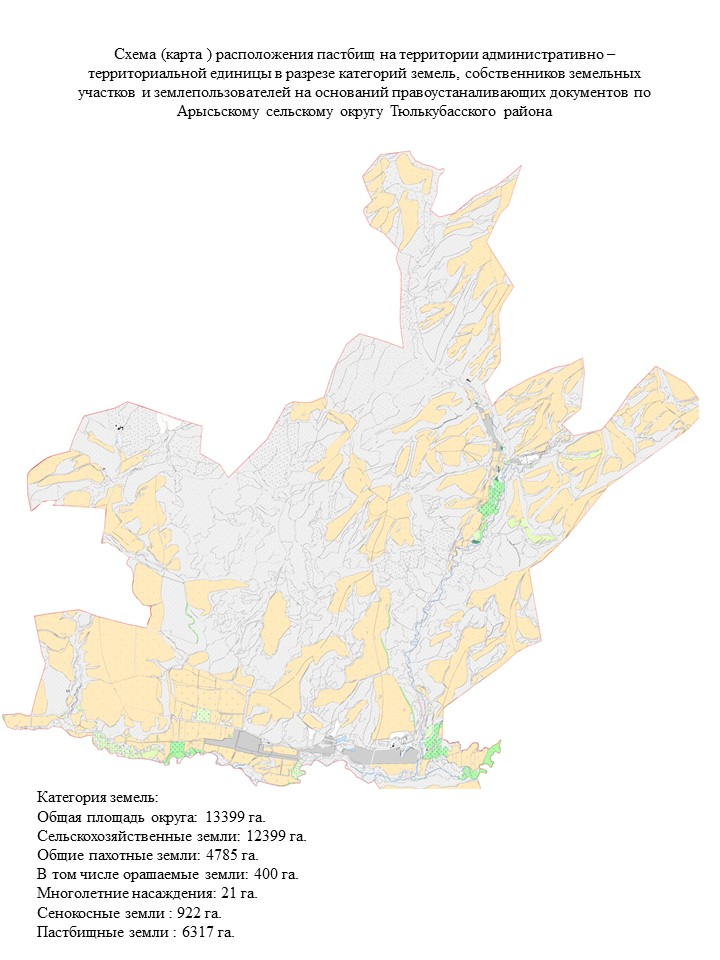 Схема (карта ) расположения пастбищ на территории административно –
территориальной единицы в разрезе категорий земель, собственников земельных
участков и землепользователей на оснований правоустаналивающих документов по
Арысьскому сельскому округу Тюлькубасского района
Категория земель:
Общая площадь округа: 13399 га.
Сельскохозяйственные земли: 12399 га.
Общие пахотные земли: 4785 га.
В том числе орашаемые земли: 400 га.
Многолетние насаждения: 21 га.
Сенокосные земли : 922 га.
Пастбищные земли : 6317 га.